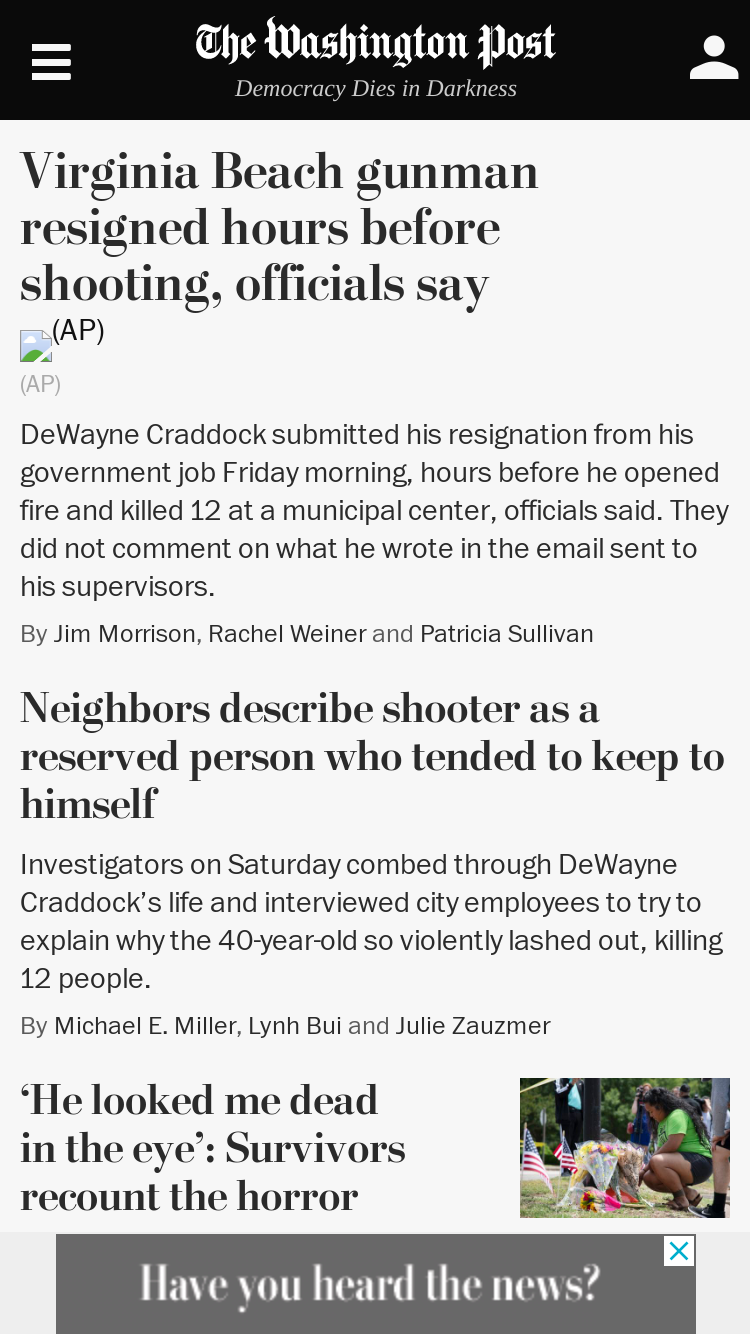 The Washington Post
Democracy Dies in Darkness
Virginia Beach gunman
resigned hours before
shooting, officials say
(AP)
(AP)
DeWayne Craddock submitted his resignation from his
government job Friday morning, hours before he opened
fire and killed 12 at a municipal center, officials said. They
did not comment on what he wrote in the email sent to
his supervisors.
By Jim Morrison, Rachel Weiner and Patricia Sullivan
Neighbors describe shooter as a
reserved person who tended to keep to
himself
Investigators on Saturday combed through DeWayne
Craddock’s life and interviewed city employees to try to
explain why the 40-year-old so violently lashed out, killing
12 people.
By Michael E. Miller, Lynh Bui and Julie Zauzmer
‘He looked me dead
in the eye’: Survivors
recount the horror
Have you heard the news?